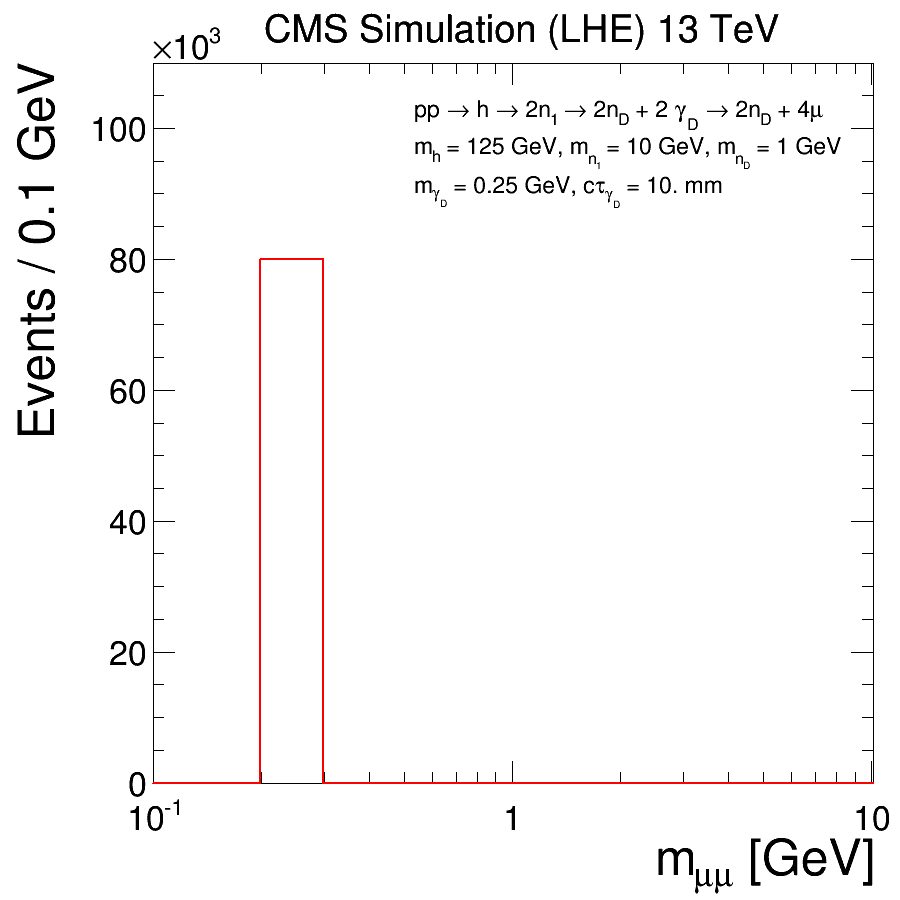 CMS Simulation (LHE) 13 TeV
×10³
Events / 0.1 GeV
pp → h → 2n₁ → 2n_D + 2 γ_D → 2n_D + 4μ
m_h = 125 GeV, m_n₁ = 10 GeV, m_n_D = 1 GeV
m_γ_D = 0.25 GeV, cτ_γ_D = 10. mm
100
80
60
40
20
0
10⁻¹ 1 10
m_μμ [GeV]